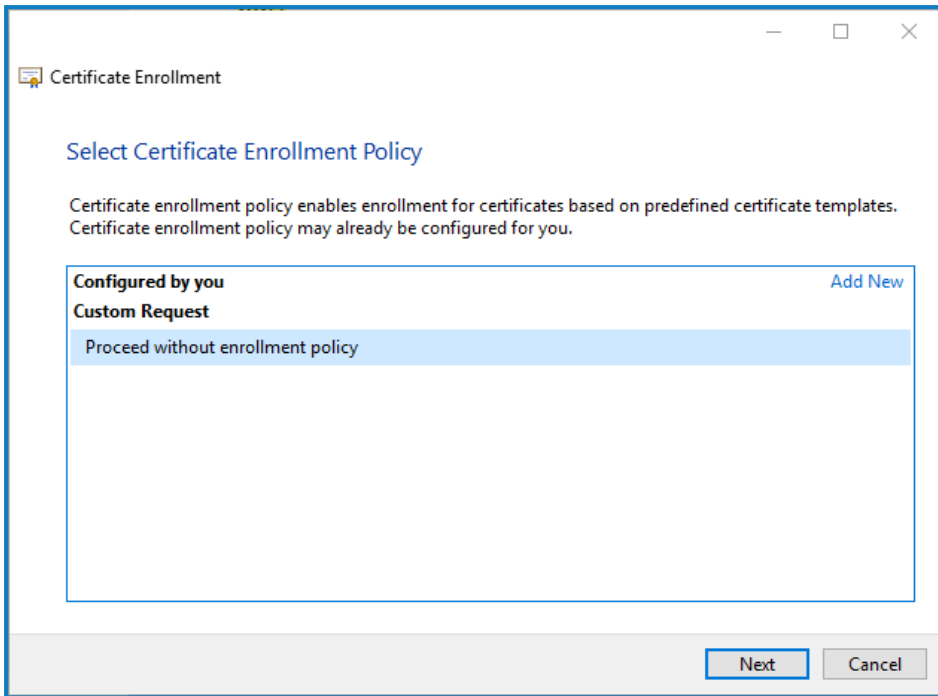 Certificate Enrollment
Select Certificate Enrollment Policy
Certificate enrollment policy enables enrollment for certificates based on predefined certificate templates.
Certificate enrollment policy may already be configured for you.
Configured by you Add New
Custom Request
Proceed without enrollment policy
Next Cancel